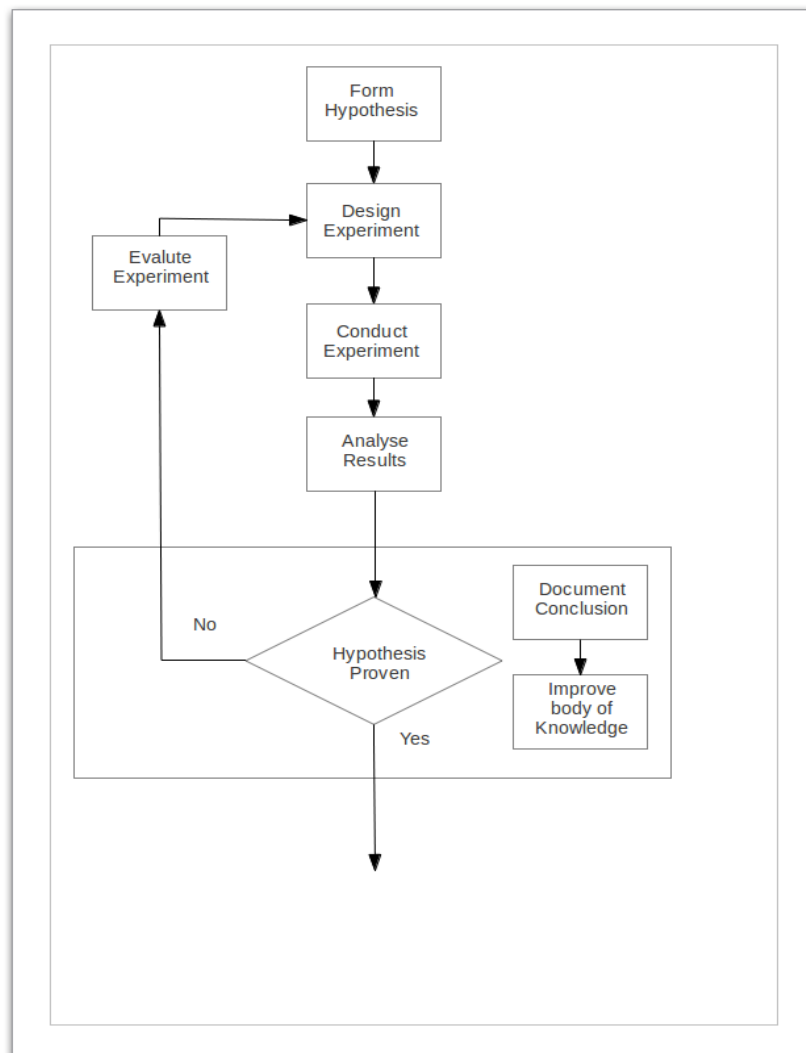 Form
Hypothesis
Design
Experiment
Evalute
Experiment
Conduct
Experiment
Analyse
Results
No
Hypothesis
Proven
Yes
Document
Conclusion
Improve
body of
Knowledge